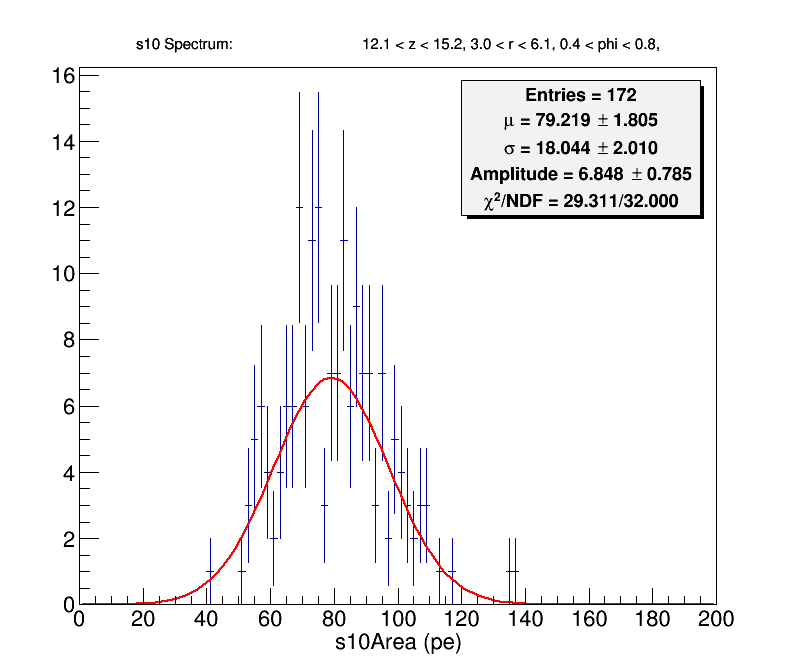 s10 Spectrum: 12.1 < z < 15.2, 3.0 < r < 6.1, 0.4 < phi < 0.8,
Entries = 172
μ = 79.219 ± 1.805
σ = 18.044 ± 2.010
Amplitude = 6.848 ± 0.785
χ²/NDF = 29.311/32.000
16
14
12
10
8
6
4
2
0
0 20 40 60 80 100 120 140 160 180 200
s10Area (pe)